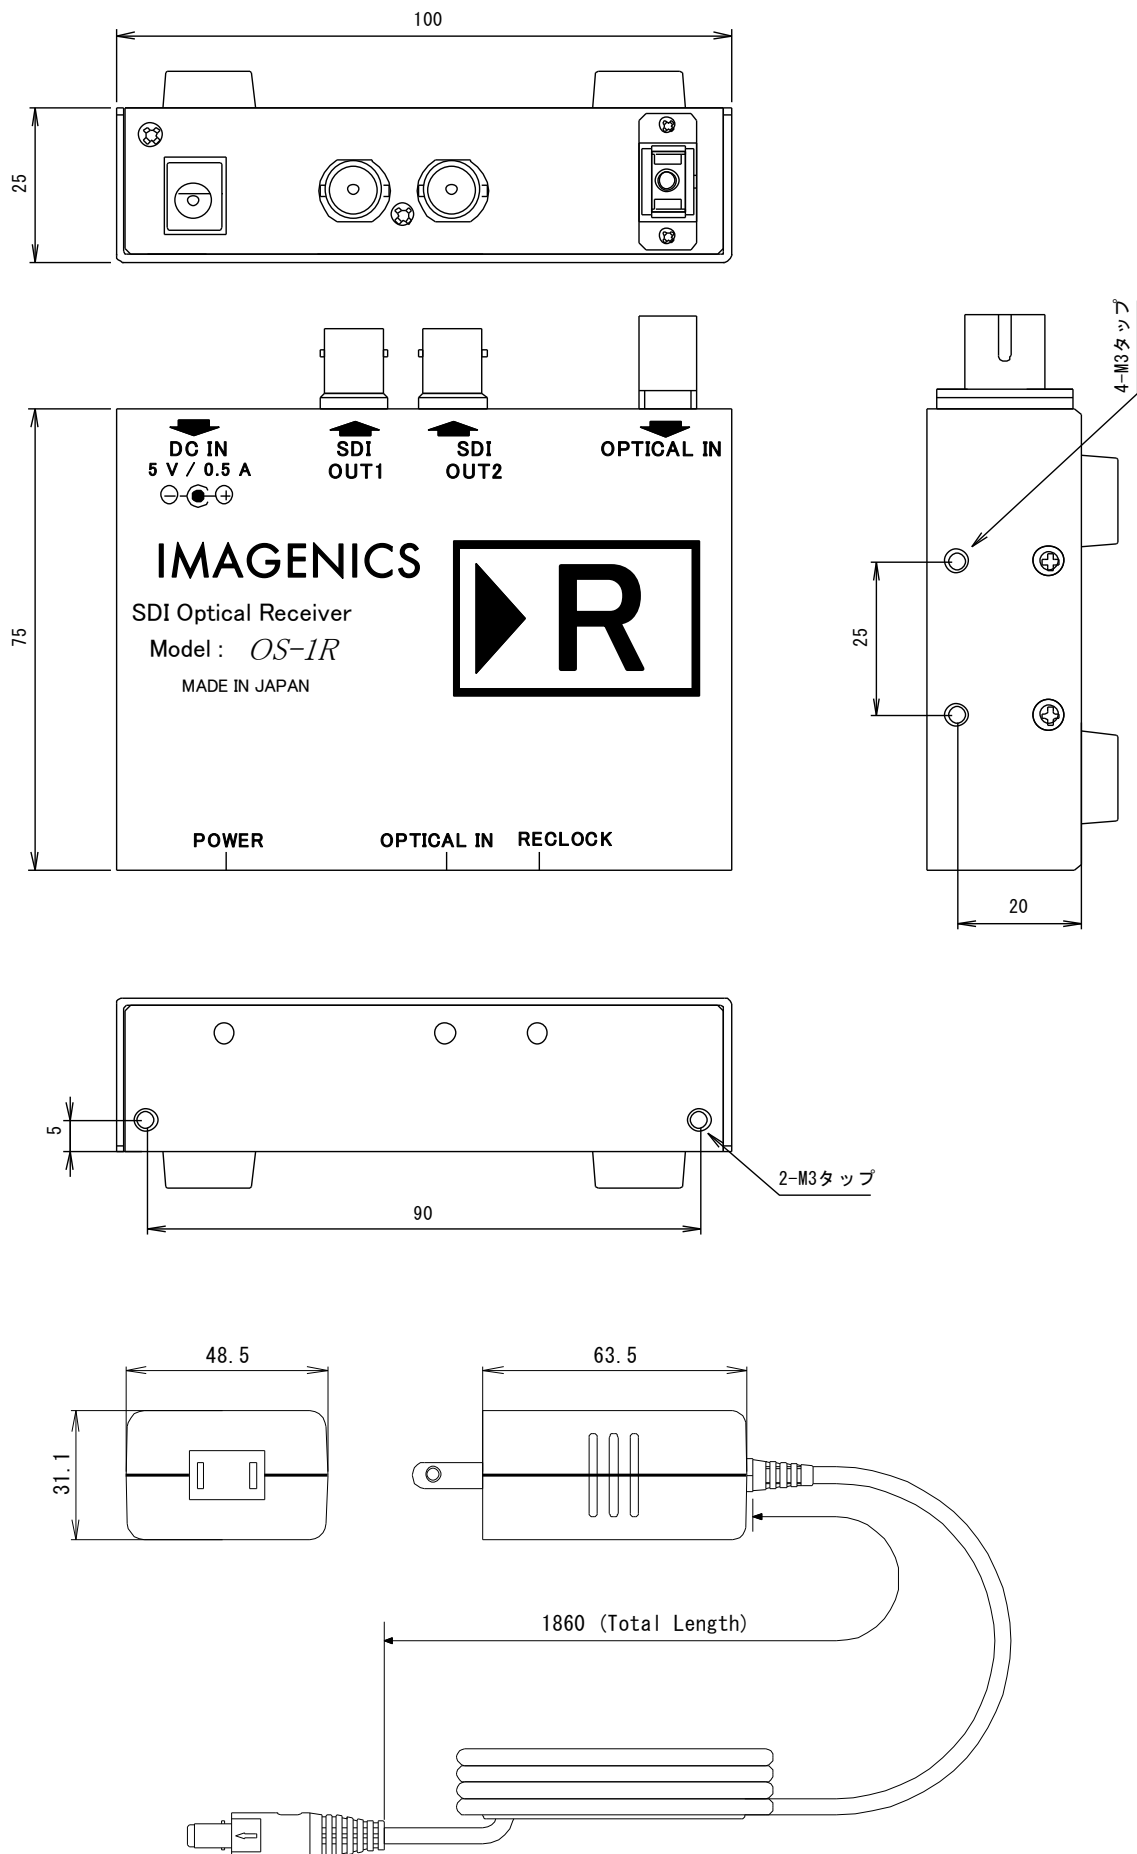 100
25
4-M3タップ
DC IN
5 V / 0.5 A
SDI
OUT1
SDI
OUT2
OPTICAL IN
IMAGENICS
R
SDI Optical Receiver
Model : OS-1R
MADE IN JAPAN
75
25
POWER
OPTICAL IN
RECLOCK
20
5
2-M3タップ
90
48.5
63.5
31.1
1860 (Total Length)